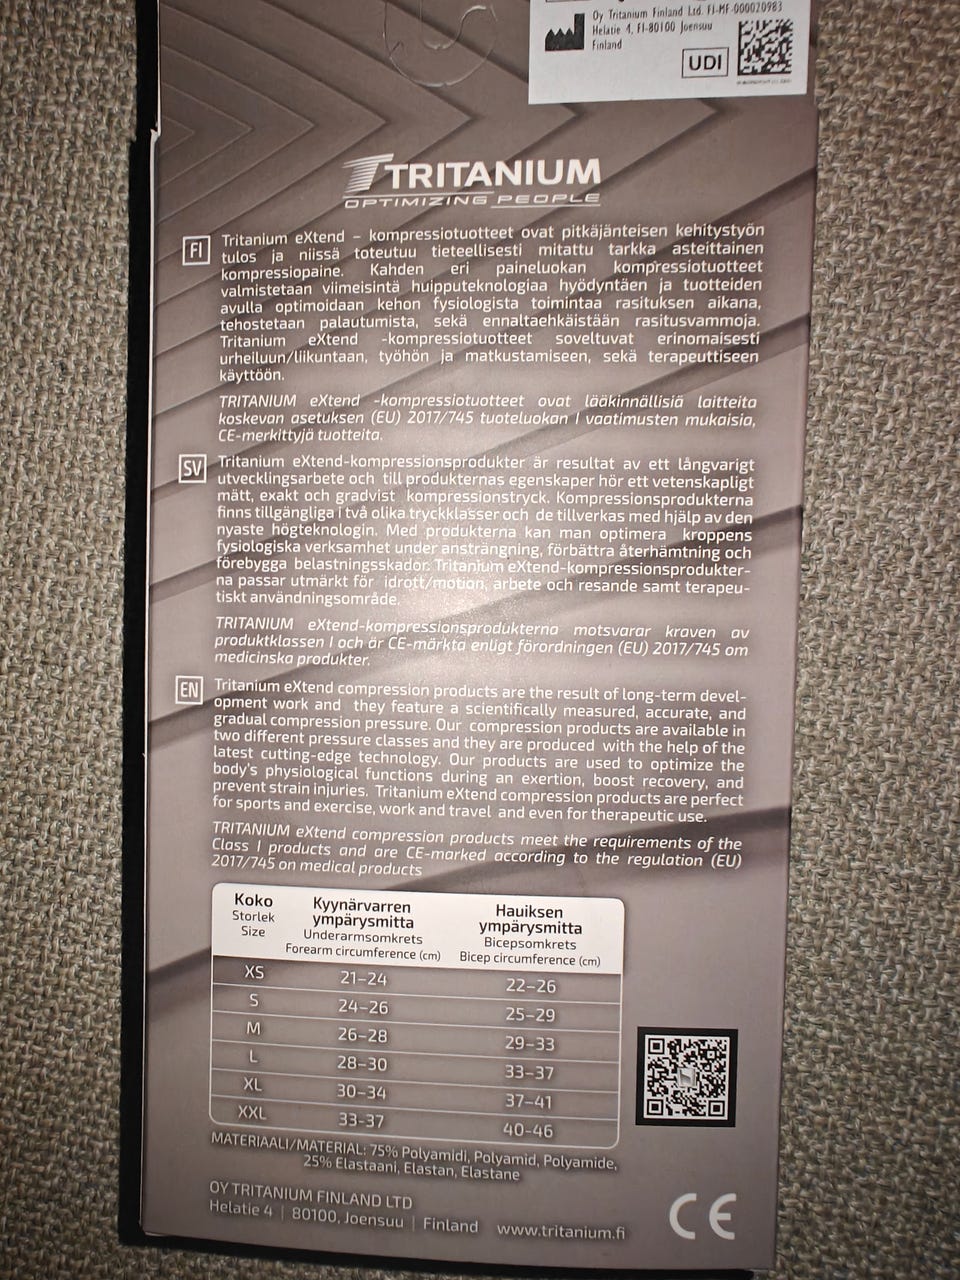 Oy Tritanium Finland Ltd. FI-MF-000020983
Helatie 4, FI-80100 Joensuu
Finland
UDI
TRITANIUM
OPTIMIZING PEOPLE
FI
Tritanium eXtend – kompressiotuotteet ovat pitkäjänteisen kehitystyön
tulos ja niissä toteutuu tieteellisesti mitattu tarkka asteittainen
kompressiopaine. Kahden eri paineluokan kompressiotuotteet
valmistetaan viimeisintä huipputeknologiaa hyödyntäen ja tuotteiden
avulla optimoidaan kehon fysiologista toimintaa rasituksen aikana,
tehostetaan palautumista, sekä ennaltaehkäistään rasitusvammoja.
Tritanium eXtend -kompressiotuotteet soveltuvat erinomaisesti
urheiluun/liikuntaan, työhön ja matkustamiseen, sekä terapeuttiseen
käyttöön.
TRITANIUM eXtend -kompressiotuotteet ovat lääkinnällisiä laitteita
koskevan asetuksen (EU) 2017/745 tuoteluokan I vaatimusten mukaisia,
CE-merkittyjä tuotteita.
SV
Tritanium eXtend-kompressionsprodukter är resultat av ett långvarigt
utvecklingsarbete och till produkternas egenskaper hör ett vetenskapligt
mätt, exakt och gradvist kompressionstryck. Kompressionsprodukterna
finns tillgängliga i två olika tryckklasser och de tillverkas med hjälp av den
nyaste högteknologin. Med produkterna kan man optimera kroppens
fysiologiska verksamhet under ansträngning, förbättra återhämtning och
förebygga belastningsskador. Tritanium eXtend-kompressionsprodukter-
na passar utmärkt för idrott/motion, arbete och resande samt terapeu-
tiskt användningsområde.
TRITANIUM eXtend-kompressionsprodukterna motsvarar kraven av
produktklassen I och är CE-märkta enligt förordningen (EU) 2017/745 om
medicinska produkter.
EN
Tritanium eXtend compression products are the result of long-term devel-
opment work and they feature a scientifically measured, accurate, and
gradual compression pressure. Our compression products are available in
two different pressure classes and they are produced with the help of the
latest cutting-edge technology. Our products are used to optimize the
body's physiological functions during an exertion, boost recovery, and
prevent strain injuries. Tritanium eXtend compression products are perfect
for sports and exercise, work and travel and even for therapeutic use.
TRITANIUM eXtend compression products meet the requirements of the
Class I products and are CE-marked according to the regulation (EU)
2017/745 on medical products
Koko Storlek Size
Kyynärvarren ympärysmitta Underarmsomkrets Forearm circumference (cm)
Hauiksen ympärysmitta Bicepsomkrets Bicep circumference (cm)
XS 21–24 22–26
S 24–26 25–29
M 26–28 29–33
L 28–30 33–37
XL 30–34 37–41
XXL 33-37 40-46
MATERIAALI/MATERIAL: 75% Polyamidi, Polyamid, Polyamide,
25% Elastaani, Elastan, Elastane
OY TRITANIUM FINLAND LTD
Helatie 4 | 80100, Joensuu | Finland www.tritanium.fi
CE